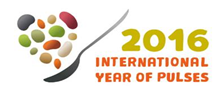 2016
INTERNATIONAL
YEAR OF PULSES